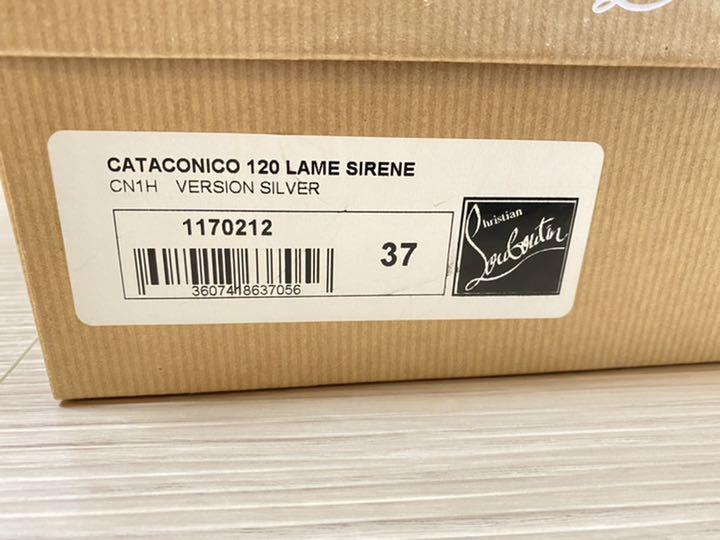 CATACONICO 120 LAME SIRENE
CN1H VERSION SILVER
1170212
37
3607418637056
Christian
Louboutin